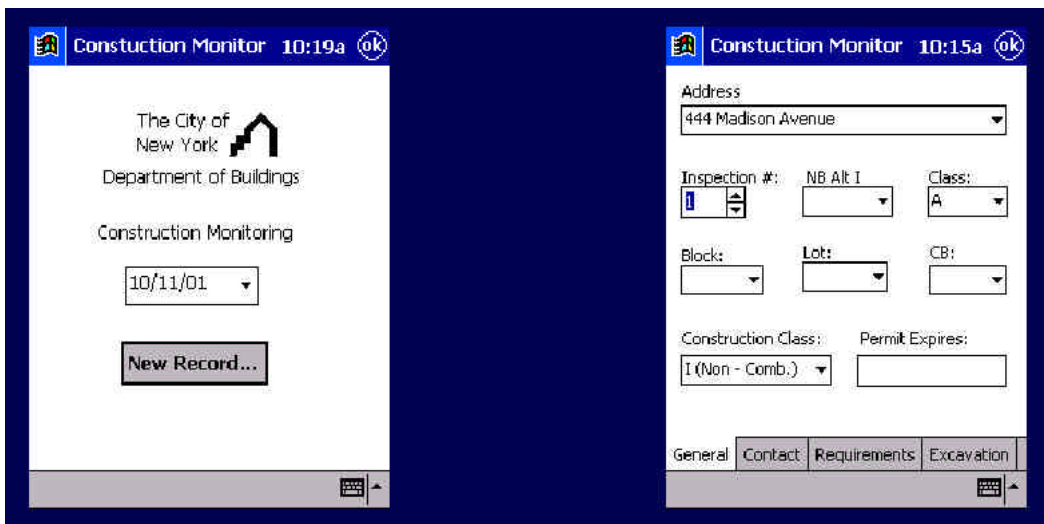 Constuction Monitor 10:19a ok
The City of
New York
Department of Buildings
Construction Monitoring
10/11/01
New Record...
Constuction Monitor 10:15a ok
Address
444 Madison Avenue
Inspection #: NB Alt I Class:
1 A
Block: Lot: CB:
Construction Class: Permit Expires:
I (Non - Comb.)
General Contact Requirements Excavation